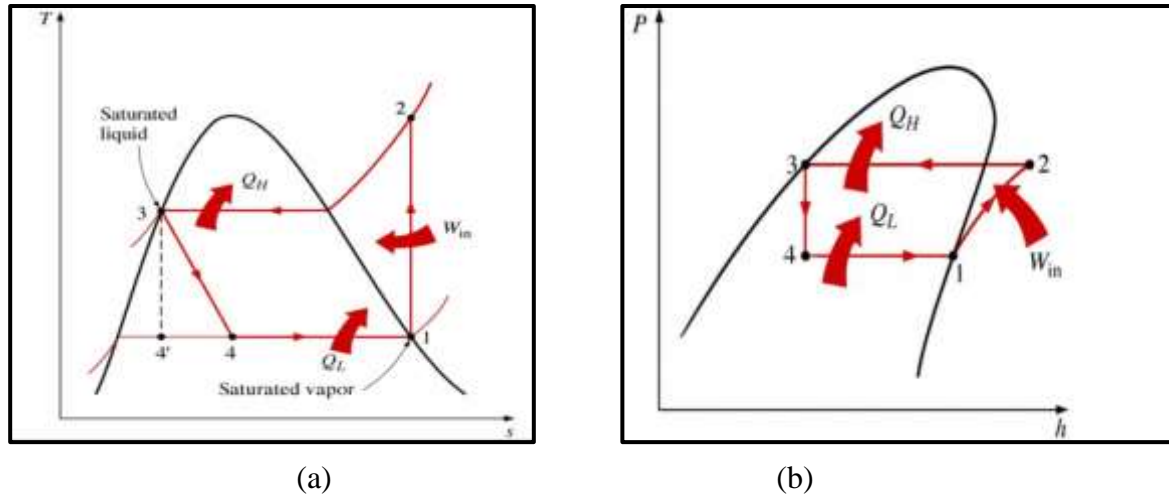 T
Saturated
liquid
2
3
Q_H
W_in
4'
4
1
Q_L
Saturated vapor
s
(a)
P
Q_H
3
2
Q_L
4
1
W_in
h
(b)